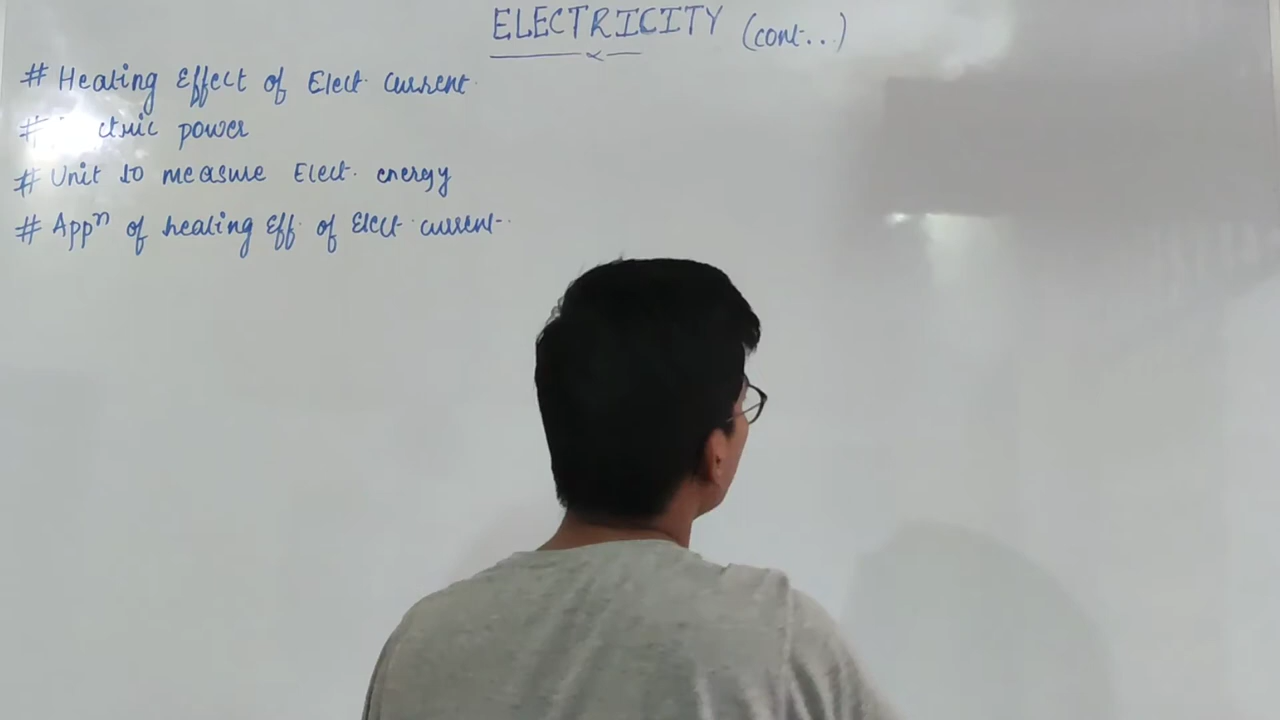 ELECTRICITY (cont...)
# Heating Effect of Elect. Current.
# ctric power
# Unit to measure Elect. energy
# Appⁿ of heating Eff. of Elect. current.